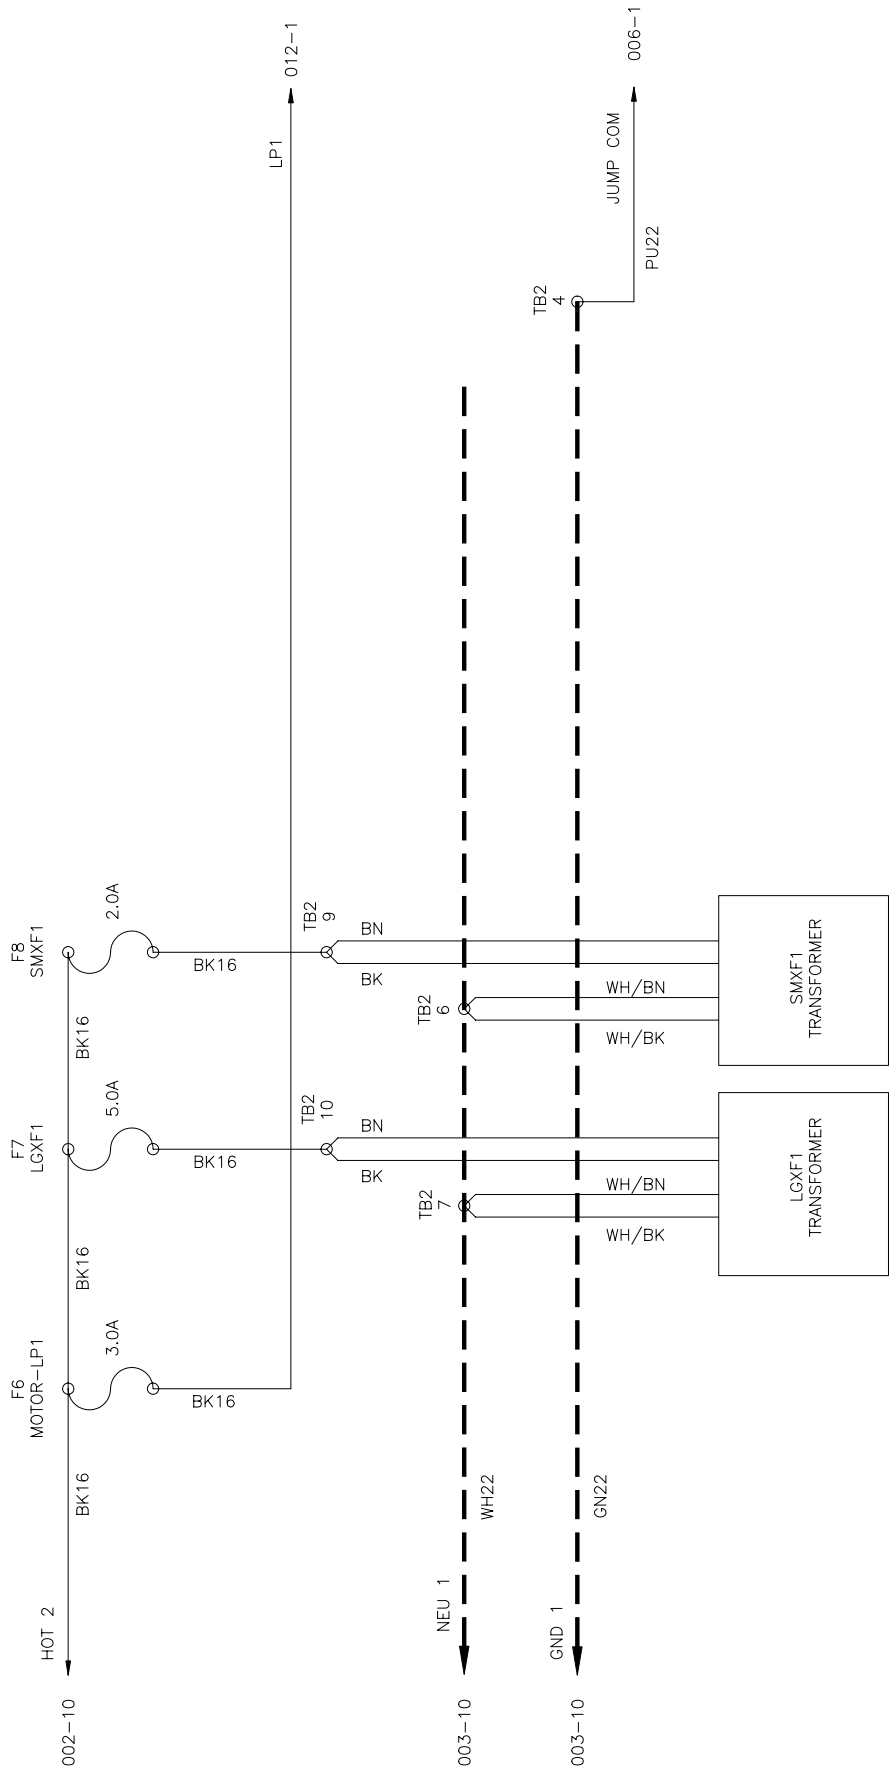 002-10
HOT 2
BK16
F6
MOTOR-LP1
3.0A
BK16
BK16
F7
LGXF1
5.0A
BK16
BK16
F8
SMXF1
2.0A
BK16
LP1
012-1
TB2
10
BN
BK
TB2
9
BN
BK
003-10
NEU 1
WH22
TB2
7
WH/BN
WH/BK
TB2
6
WH/BN
WH/BK
003-10
GND 1
GN22
TB2
4
PU22
JUMP COM
006-1
LGXF1
TRANSFORMER
SMXF1
TRANSFORMER